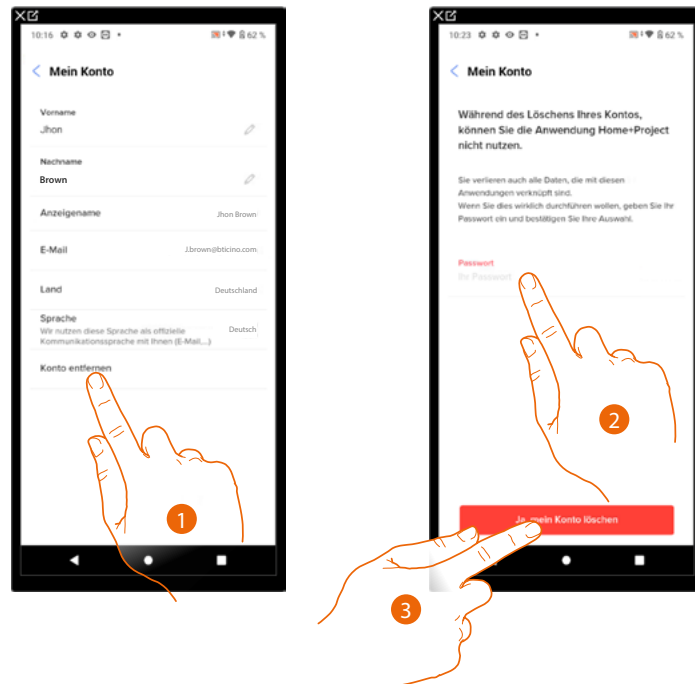 10:16
62 %
Mein Konto
Vorname
Jhon
Nachname
Brown
Anzeigename
Jhon Brown
E-Mail
J.brown@bticino.com
Land
Deutschland
Sprache
Wir nutzen diese Sprache als offizielle
Kommunikationssprache mit Ihnen (E-Mail,...)
Deutsch
Konto entfernen
1
10:23
62 %
Mein Konto
Während des Löschens Ihres Kontos,
können Sie die Anwendung Home+Project
nicht nutzen.
Sie verlieren auch alle Daten, die mit diesen
Anwendungen verknüpft sind.
Wenn Sie dies wirklich durchführen wollen, geben Sie Ihr
Passwort ein und bestätigen Sie Ihre Auswahl.
Passwort
Ihr Passwort
2
Ja, mein Konto löschen
3